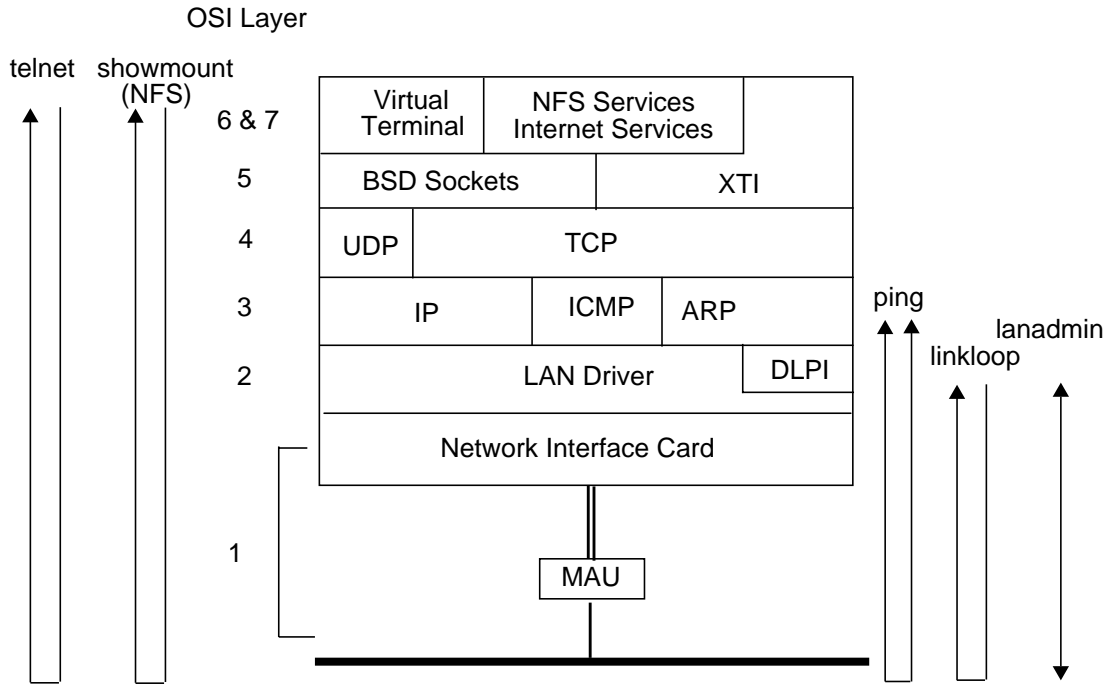 OSI Layer
telnet
showmount
(NFS)
6 & 7
Virtual
Terminal
NFS Services
Internet Services
5
BSD Sockets
XTI
4
UDP
TCP
3
IP
ICMP
ARP
ping
lanadmin
linkloop
2
LAN Driver
DLPI
Network Interface Card
1
MAU